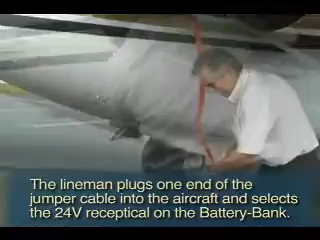 The lineman plugs one end of the
jumper cable into the aircraft and selects
the 24V receptical on the Battery-Bank.